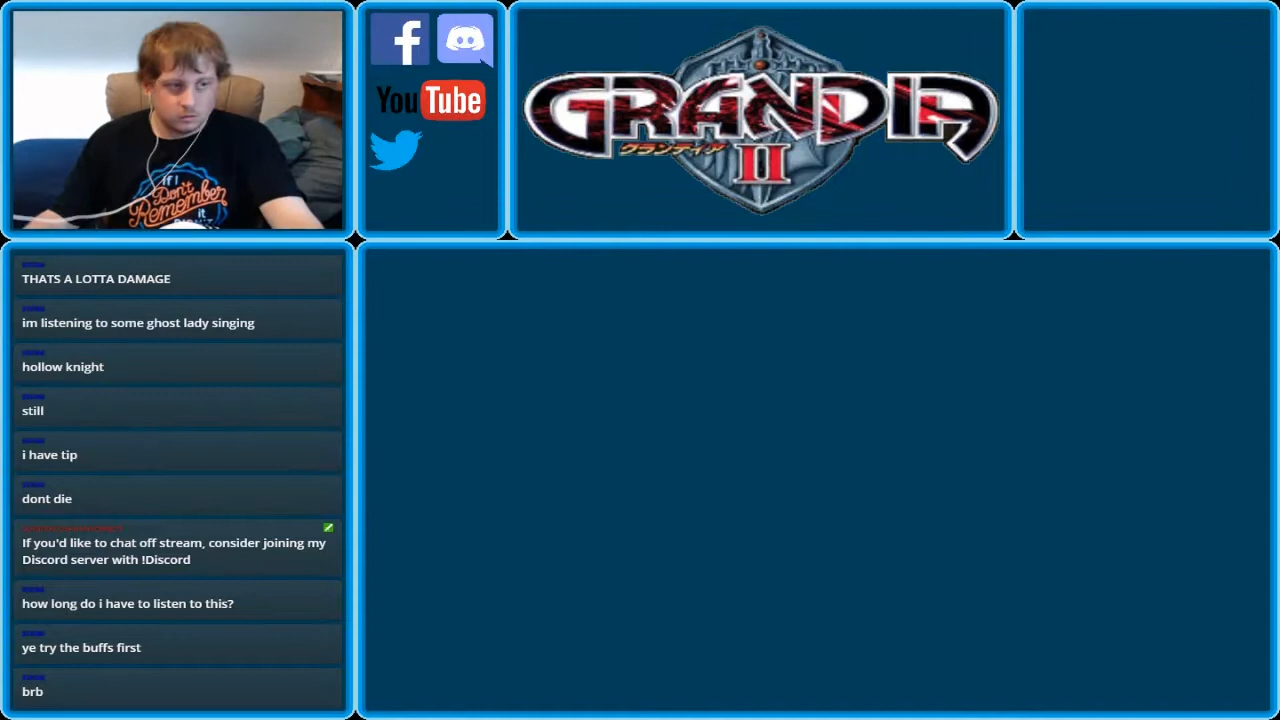 If I
Don't
Remember
it
f
You Tube
GRANDIA
グランディア
II
THATS A LOTTA DAMAGE
im listening to some ghost lady singing
hollow knight
still
i have tip
dont die
If you'd like to chat off stream, consider joining my
Discord server with !Discord
how long do i have to listen to this?
ye try the buffs first
brb